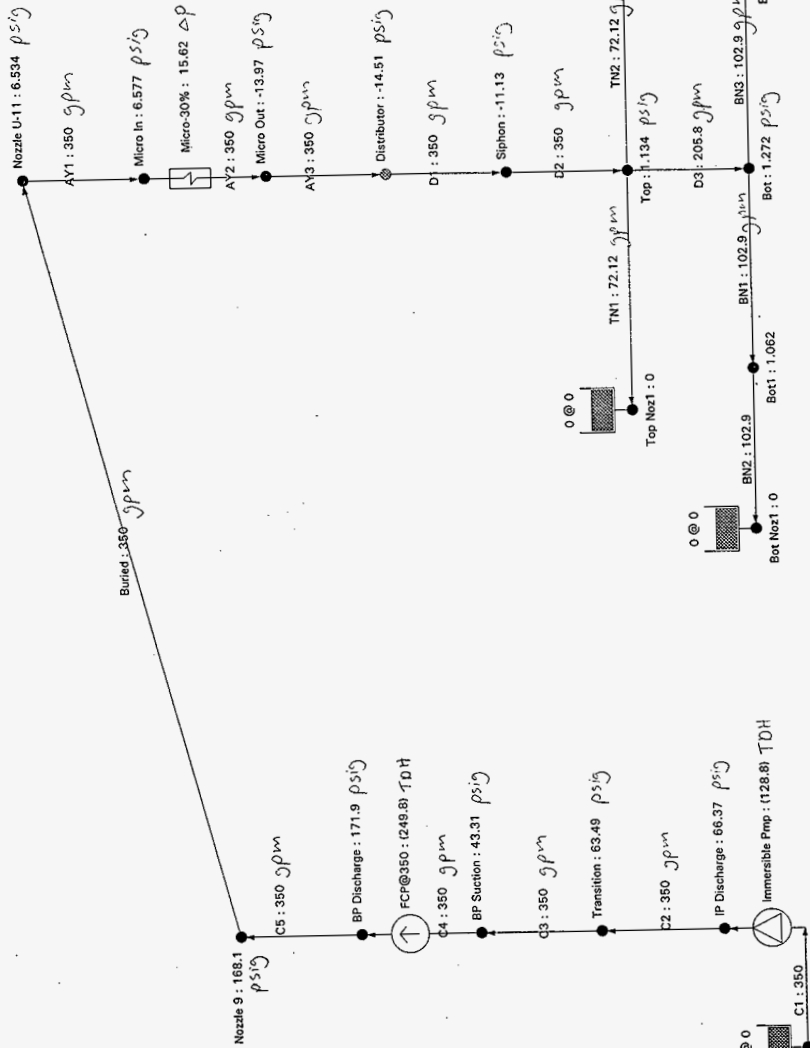 Nozzle U-11 : 6.534 psig
AY1 : 350 gpm
Micro In : 6.577 psig
Micro-30% : 15.62 ΔP
AY2 : 350 gpm
Micro Out : -13.97 psig
AY3 : 350 gpm
Distributor : -14.51 psig
D1 : 350 gpm
Siphon : -11.13 psig
D2 : 350 gpm
TN2 : 72.12
Top : 1.134 psig
TN1 : 72.12 gpm
0 @ 0
Top Noz1 : 0
D3 : 205.8 gpm
BN3 : 102.9 gpm
Bot : 1.272 psig
BN1 : 102.9 gpm
Bot1 : 1.062
BN2 : 102.9
0 @ 0
Bot Noz1 : 0
Buried : 350 gpm
Nozzle 9 : 168.1
psig
C5 : 350 gpm
BP Discharge : 171.9 psig
FCP@350 : (249.8) TDH
C4 : 350 gpm
BP Suction : 43.31 psig
C3 : 350 gpm
Transition : 63.49 psig
C2 : 350 gpm
IP Discharge : 66.37 psig
Immersible Pmp : (128.8) TDH
C1 : 350
@ 0